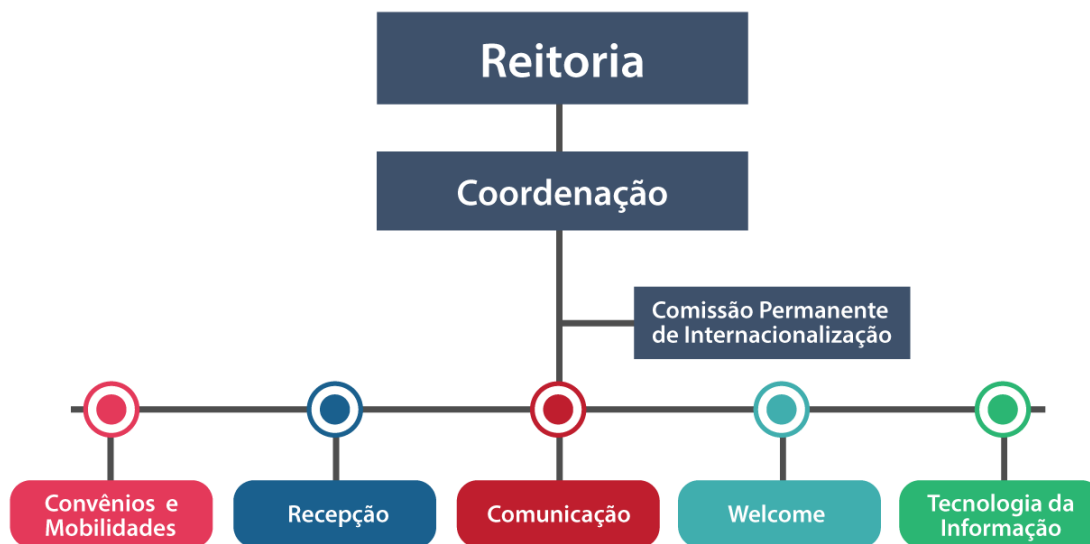 Reitoria
Coordenação
Comissão Permanente
de Internacionalização
Convênios e
Mobilidades
Recepção
Comunicação
Welcome
Tecnologia da
Informação